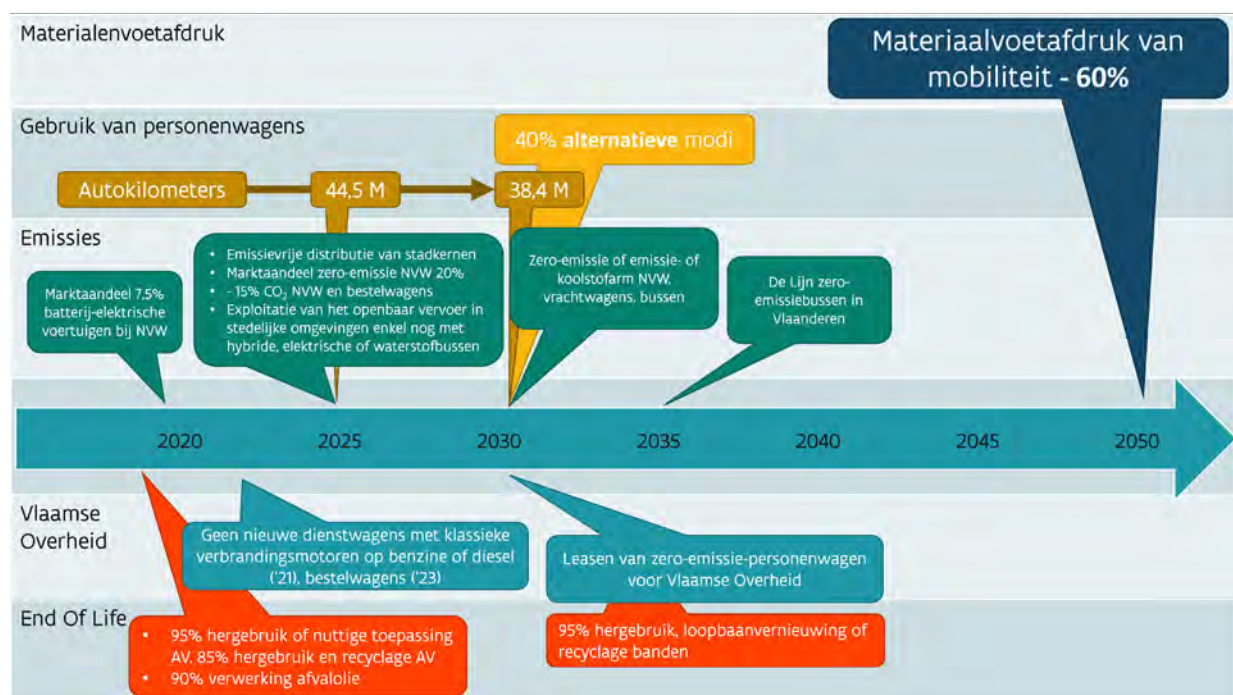 Materialenvoetafdruk
Materiaalvoetafdruk van
mobiliteit - 60%
Gebruik van personenwagens
40% alternatieve modi
Autokilometers
44,5 M
38,4 M
Emissies
Marktaandeel 7,5%
batterij-elektrische
voertuigen bij NVW
• Emissievrije distributie van stadkernen
• Marktaandeel zero-emissie NVW 20%
• - 15% CO₂ NVW en bestelwagens
• Exploitatie van het openbaar vervoer in
stedelijke omgevingen enkel nog met
hybride, elektrische of waterstofbussen
Zero-emissie of emissie- of
koolstofarm NVW,
vrachtwagens, bussen
De Lijn zero-
emissiebussen in
Vlaanderen
2020
2025
2030
2035
2040
2045
2050
Vlaamse
Overheid
Geen nieuwe dienstwagens met klassieke
verbrandingsmotoren op benzine of diesel
('21), bestelwagens ('23)
Leasen van zero-emissie-personenwagen
voor Vlaamse Overheid
End Of Life
• 95% hergebruik of nuttige toepassing
AV, 85% hergebruik en recyclage AV
• 90% verwerking afvalolie
95% hergebruik, loopbaanvernieuwing of
recyclage banden